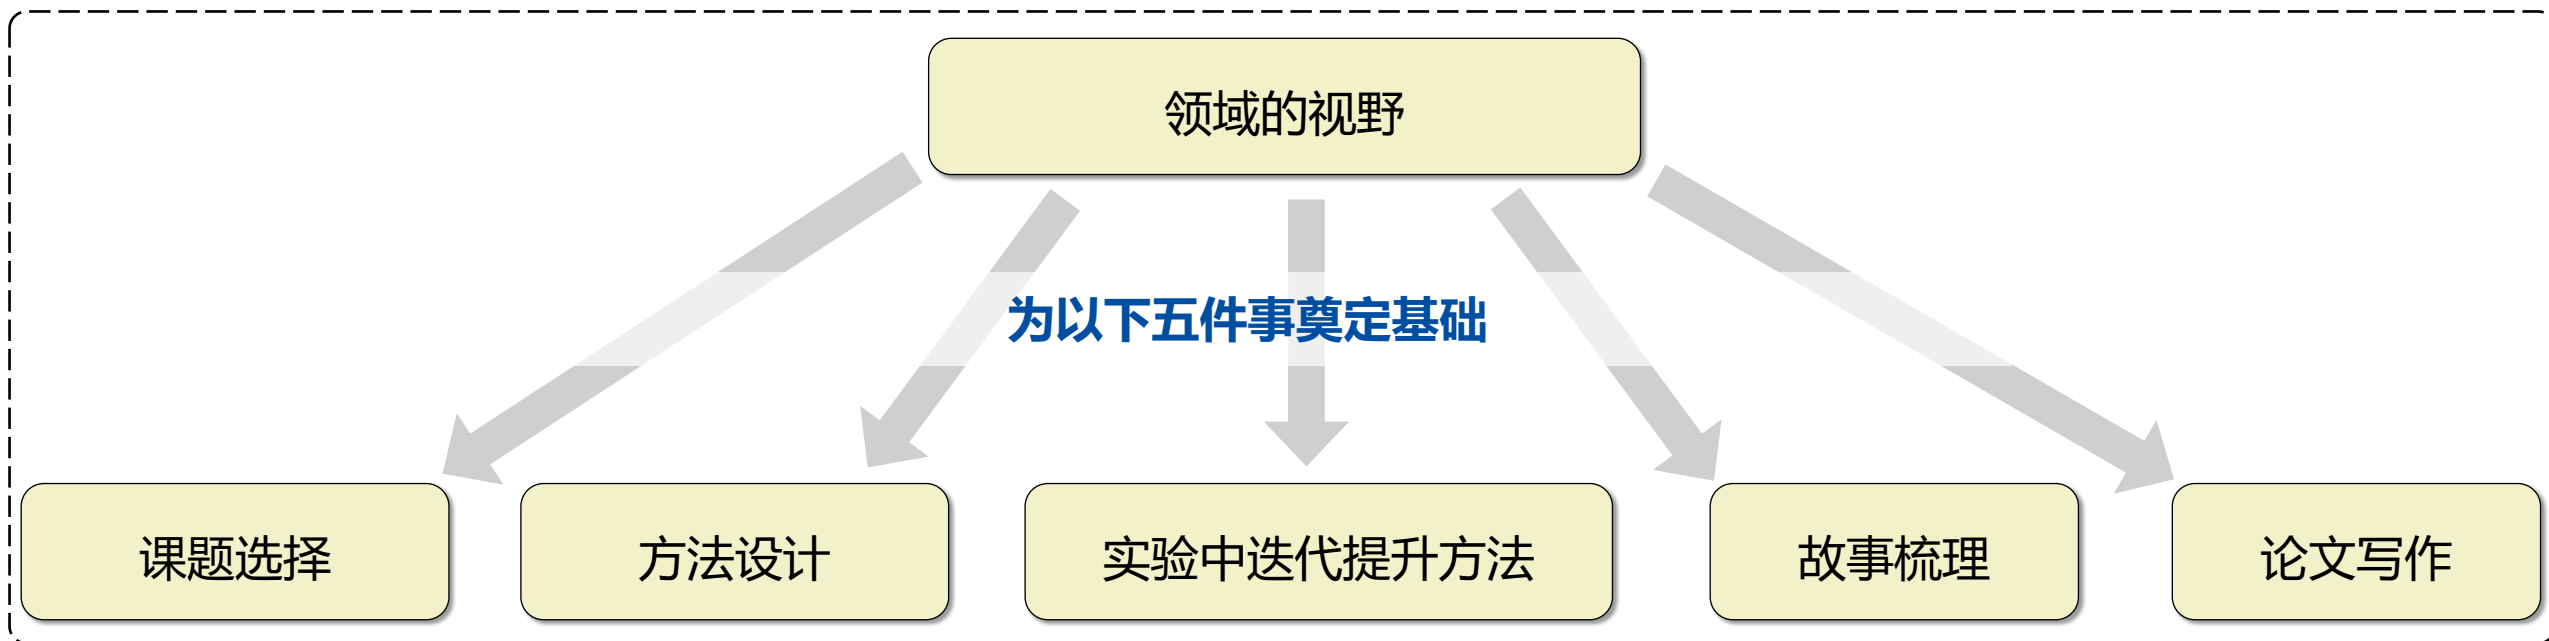 领域的视野
为以下五件事奠定基础
课题选择
方法设计
实验中迭代提升方法
故事梳理
论文写作